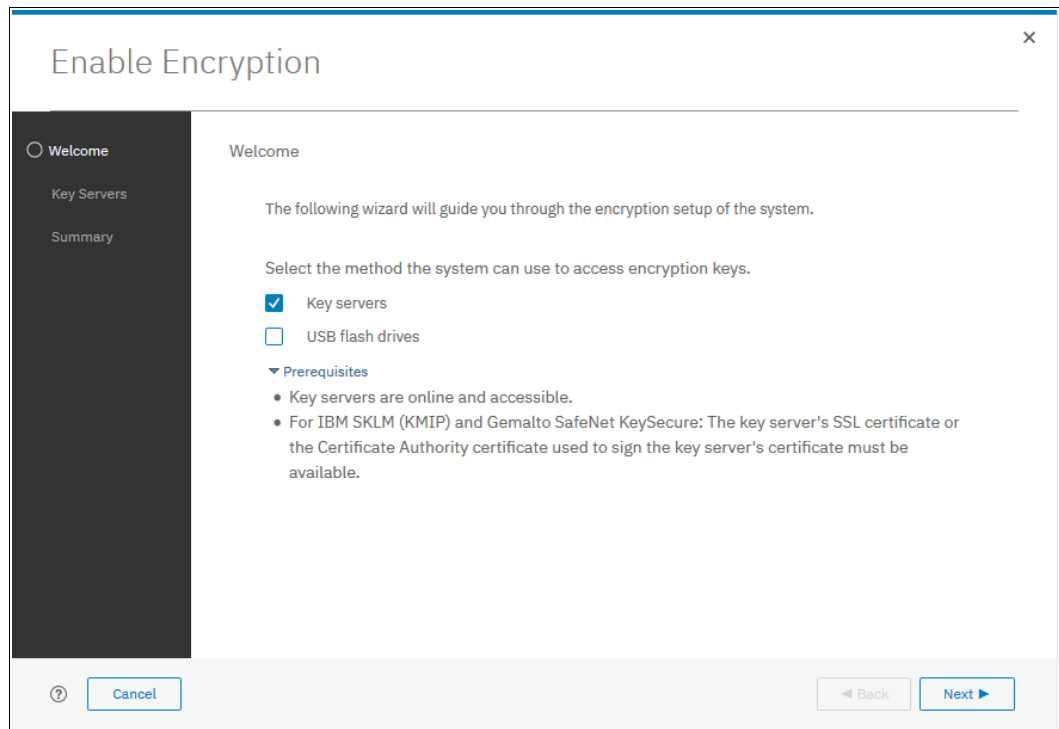 Enable Encryption
Welcome
Key Servers
Summary
Welcome
The following wizard will guide you through the encryption setup of the system.
Select the method the system can use to access encryption keys.
Key servers
USB flash drives
Prerequisites
Key servers are online and accessible.
For IBM SKLM (KMIP) and Gemalto SafeNet KeySecure: The key server's SSL certificate or
the Certificate Authority certificate used to sign the key server's certificate must be
available.
?
Cancel
Back
Next